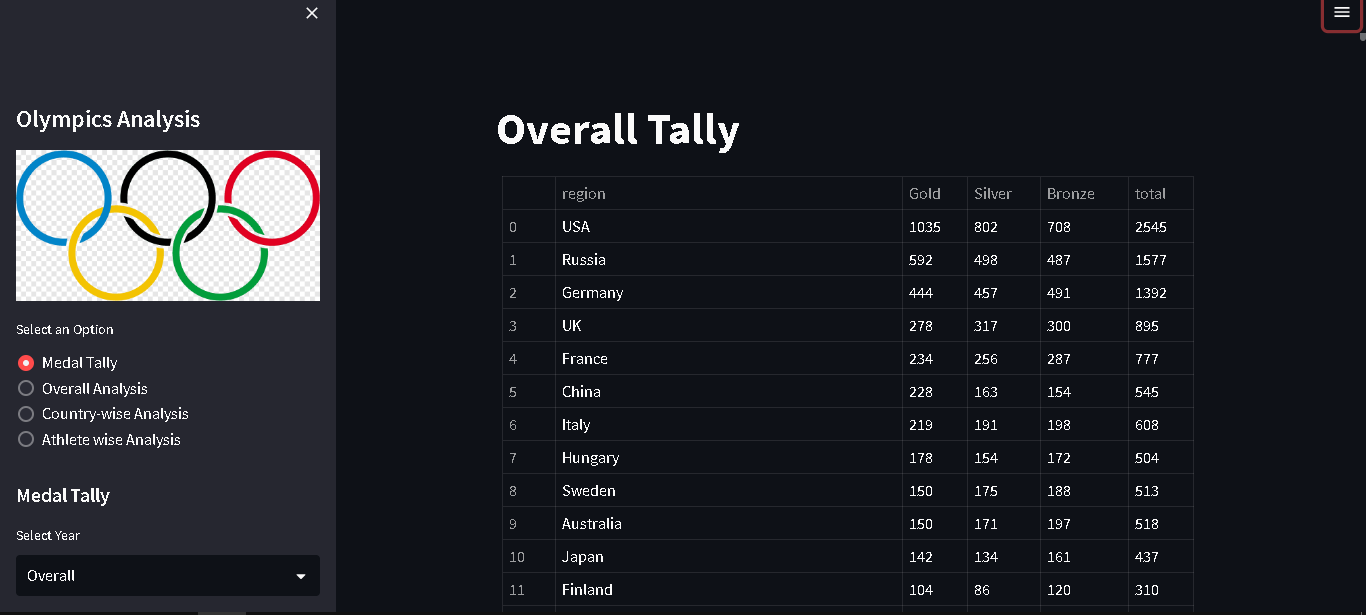 Olympics Analysis
Select an Option
Medal Tally
Overall Analysis
Country-wise Analysis
Athlete wise Analysis
Medal Tally
Select Year
Overall
Overall Tally
region Gold Silver Bronze total
0 USA 1035 802 708 2545
1 Russia 592 498 487 1577
2 Germany 444 457 491 1392
3 UK 278 317 300 895
4 France 234 256 287 777
5 China 228 163 154 545
6 Italy 219 191 198 608
7 Hungary 178 154 172 504
8 Sweden 150 175 188 513
9 Australia 150 171 197 518
10 Japan 142 134 161 437
11 Finland 104 86 120 310